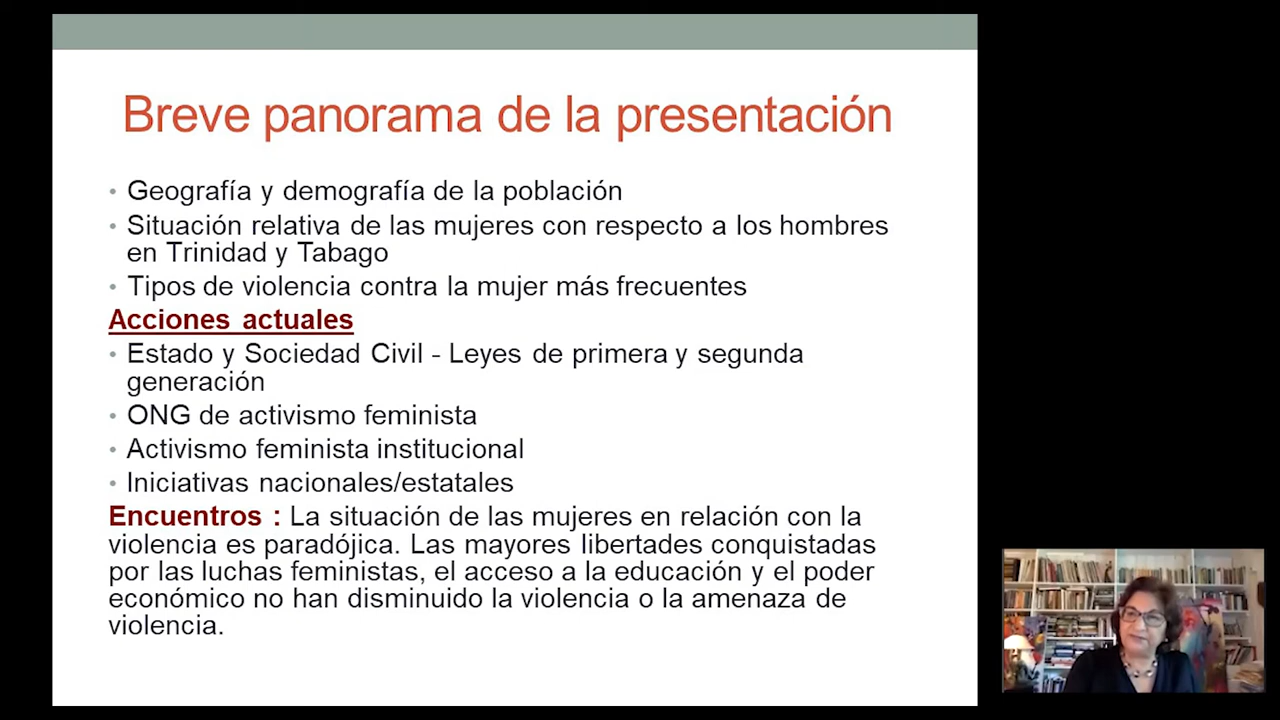 Breve panorama de la presentación
• Geografía y demografía de la población
• Situación relativa de las mujeres con respecto a los hombres
en Trinidad y Tabago
• Tipos de violencia contra la mujer más frecuentes
Acciones actuales
• Estado y Sociedad Civil - Leyes de primera y segunda
generación
• ONG de activismo feminista
• Activismo feminista institucional
• Iniciativas nacionales/estatales
Encuentros : La situación de las mujeres en relación con la
violencia es paradójica. Las mayores libertades conquistadas
por las luchas feministas, el acceso a la educación y el poder
económico no han disminuido la violencia o la amenaza de
violencia.